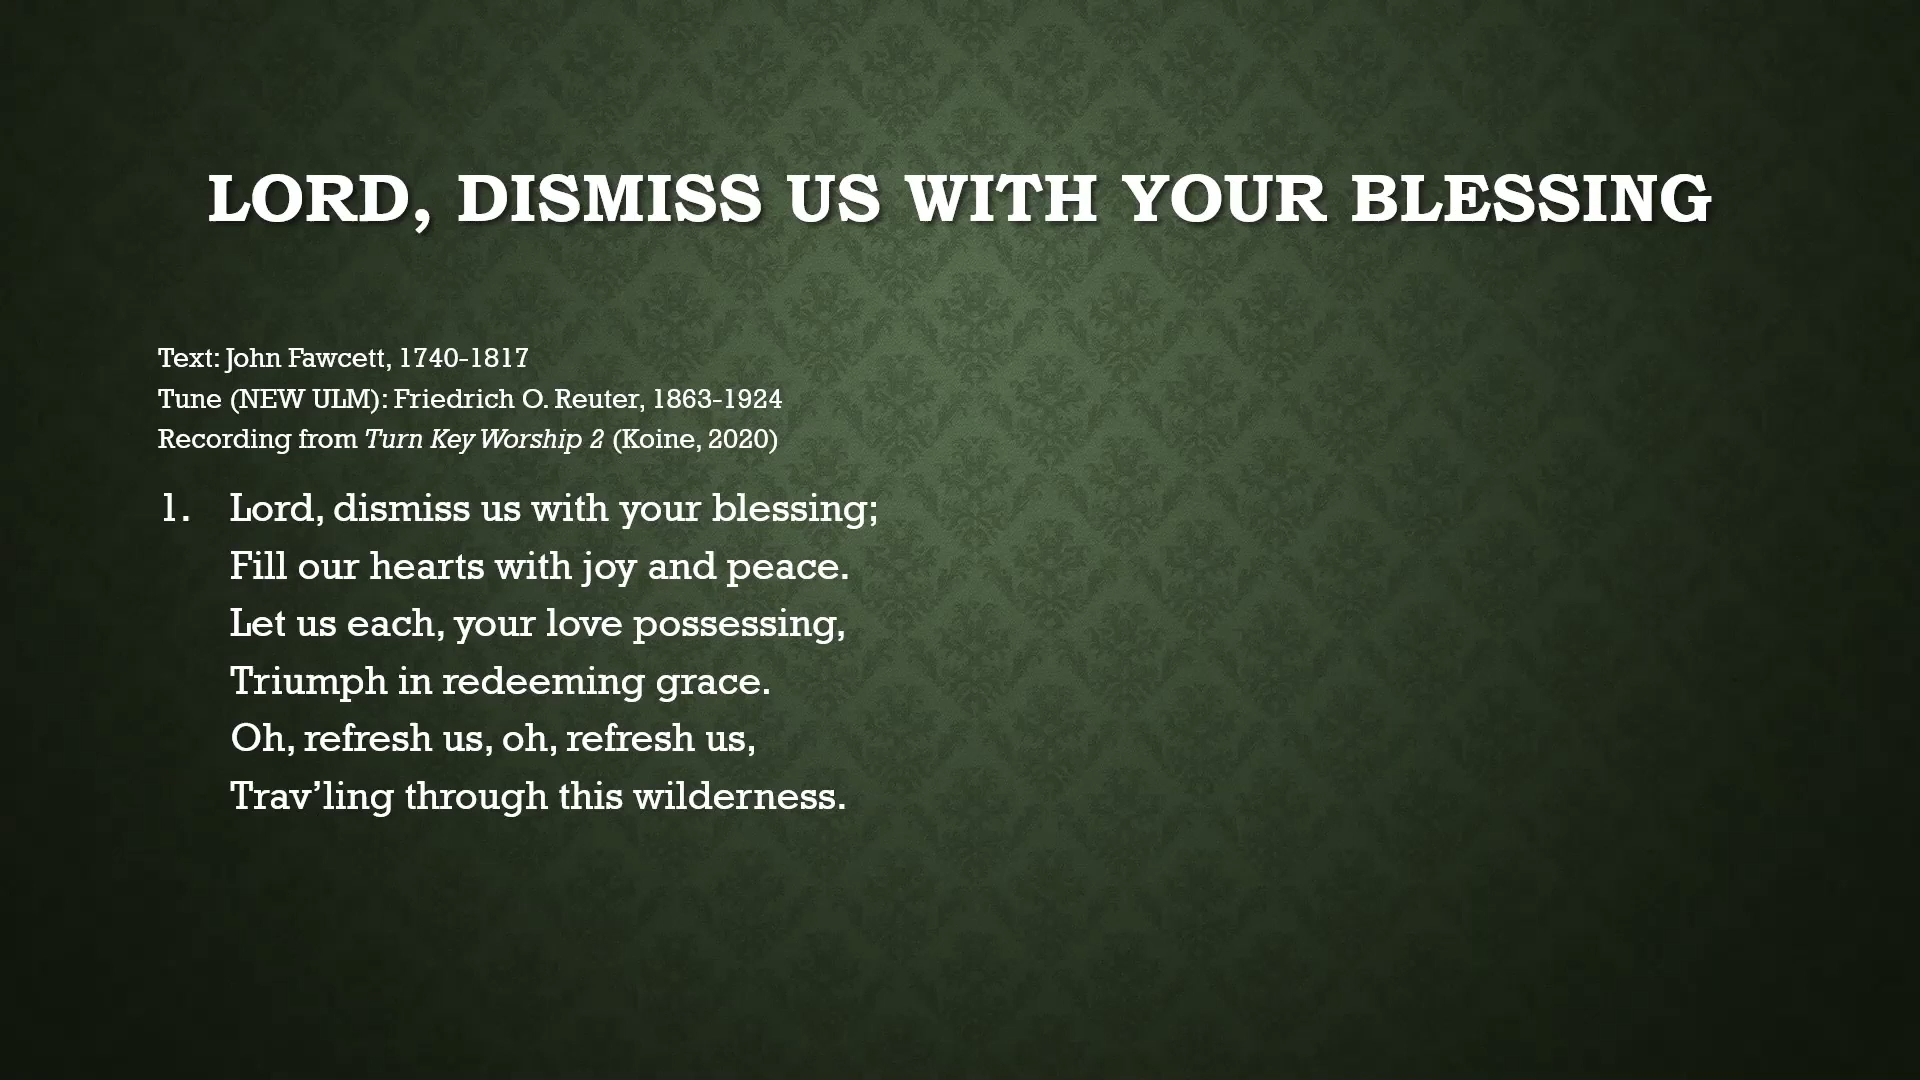 LORD, DISMISS US WITH YOUR BLESSING
Text: John Fawcett, 1740-1817
Tune (NEW ULM): Friedrich O. Reuter, 1863-1924
Recording from Turn Key Worship 2 (Koine, 2020)
1. Lord, dismiss us with your blessing;
Fill our hearts with joy and peace.
Let us each, your love possessing,
Triumph in redeeming grace.
Oh, refresh us, oh, refresh us,
Trav’ling through this wilderness.